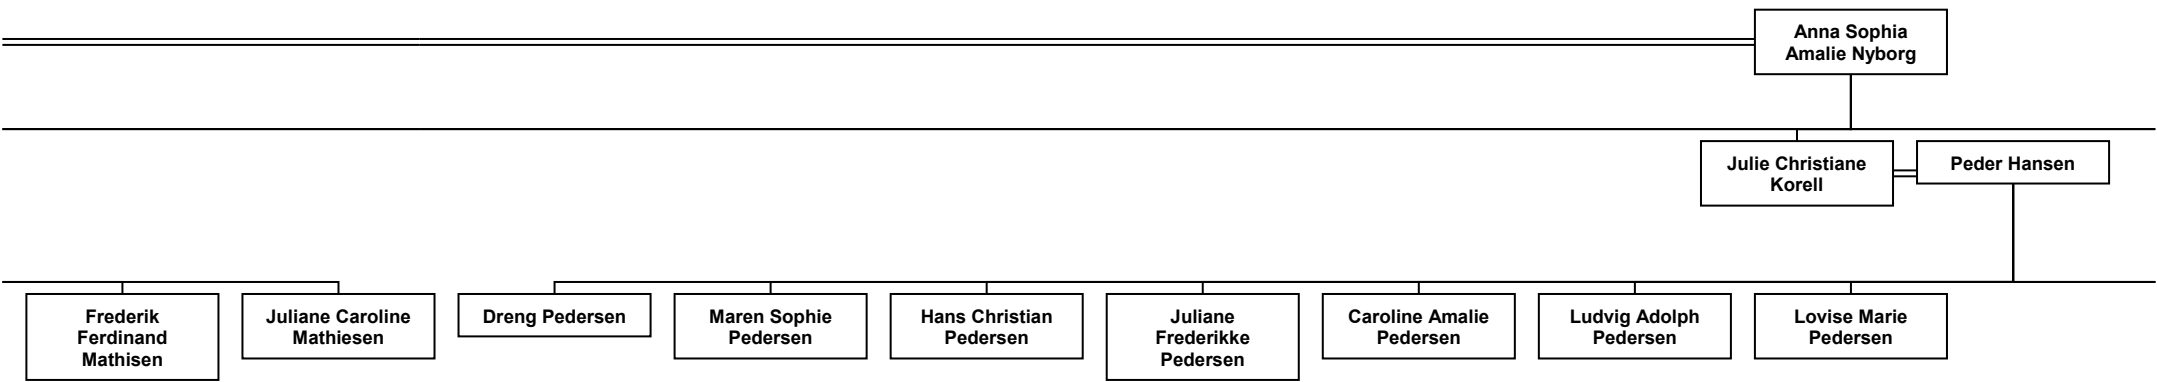 Anna Sophia
Amalie Nyborg
Julie Christiane
Korell
Peder Hansen
Frederik
Ferdinand
Mathisen
Juliane Caroline
Mathiesen
Dreng Pedersen
Maren Sophie
Pedersen
Hans Christian
Pedersen
Juliane
Frederikke
Pedersen
Caroline Amalie
Pedersen
Ludvig Adolph
Pedersen
Lovise Marie
Pedersen